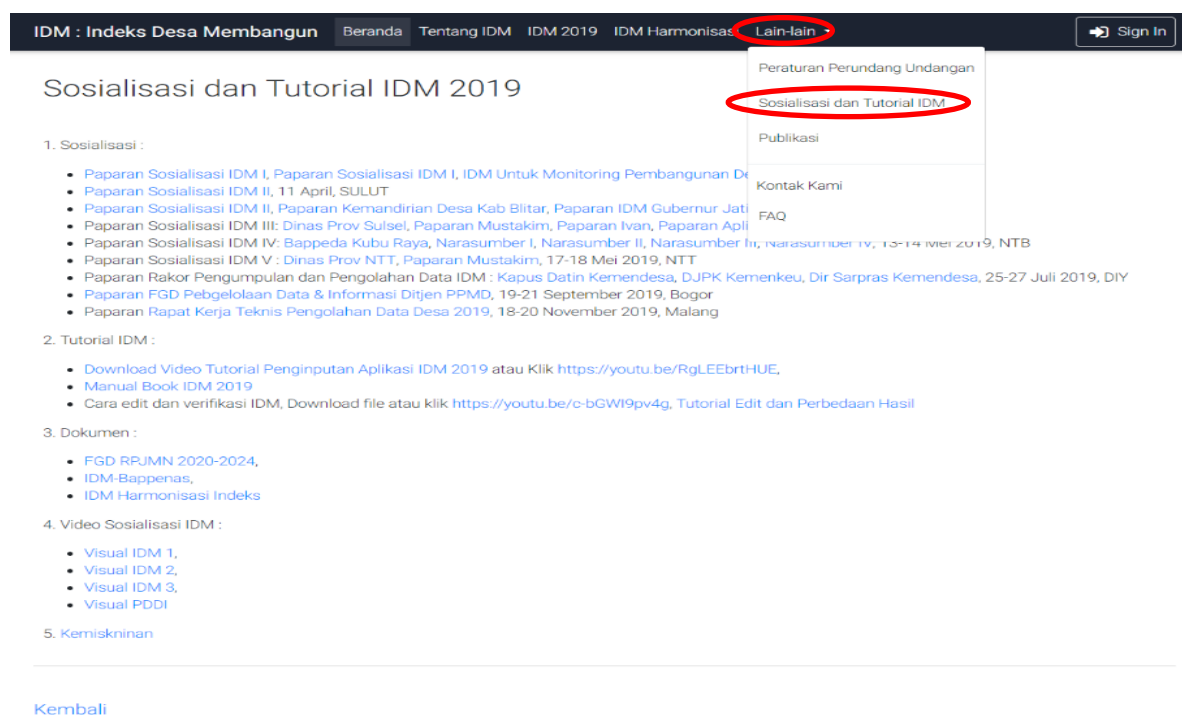 IDM : Indeks Desa Membangun Beranda Tentang IDM IDM 2019 IDM Harmonisasi Lain-lain Sign In
Peraturan Perundang Undangan
Sosialisasi dan Tutorial IDM
Publikasi
Kontak Kami
FAQ
Sosialisasi dan Tutorial IDM 2019
1. Sosialisasi :
Paparan Sosialisasi IDM I, Paparan Sosialisasi IDM I, IDM Untuk Monitoring Pembangunan De
Paparan Sosialisasi IDM II, 11 April, SULUT
Paparan Sosialisasi IDM II, Paparan Kemandirian Desa Kab Blitar, Paparan IDM Gubernur Jati
Paparan Sosialisasi IDM III: Dinas Prov Sulsel, Paparan Mustakim, Paparan Ivan, Paparan Apli
Paparan Sosialisasi IDM IV: Bappeda Kubu Raya, Narasumber I, Narasumber II, Narasumber III, Narasumber IV, 13-14 Mei 2019, NTB
Paparan Sosialisasi IDM V : Dinas Prov NTT, Paparan Mustakim, 17-18 Mei 2019, NTT
Paparan Rakor Pengumpulan dan Pengolahan Data IDM : Kapus Datin Kemendesa, DJPK Kemenkeu, Dir Sarpras Kemendesa, 25-27 Juli 2019, DIY
Paparan FGD Pebgelolaan Data & Informasi Ditjen PPMD, 19-21 September 2019, Bogor
Paparan Rapat Kerja Teknis Pengolahan Data Desa 2019, 18-20 November 2019, Malang
2. Tutorial IDM :
Download Video Tutorial Penginputan Aplikasi IDM 2019 atau Klik https://youtu.be/RgLEEbrtHUE,
Manual Book IDM 2019
Cara edit dan verifikasi IDM, Download file atau klik https://youtu.be/c-bGWI9pv4g, Tutorial Edit dan Perbedaan Hasil
3. Dokumen :
FGD RPJMN 2020-2024,
IDM-Bappenas,
IDM Harmonisasi Indeks
4. Video Sosialisasi IDM :
Visual IDM 1,
Visual IDM 2,
Visual IDM 3,
Visual PDDI
5. Kemiskninan
Kembali